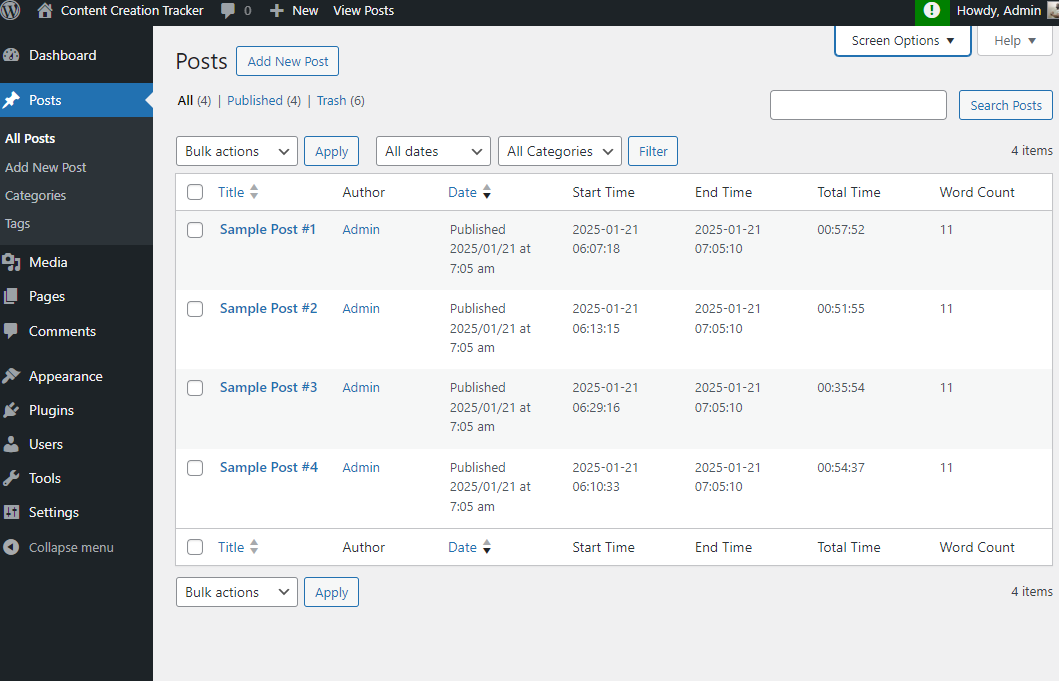 Content Creation Tracker 0 New View Posts ! Howdy, Admin
Dashboard
Posts
All Posts
Add New Post
Categories
Tags
Media
Pages
Comments
Appearance
Plugins
Users
Tools
Settings
Collapse menu
Screen Options ▼ Help ▼
Posts Add New Post
All (4) | Published (4) | Trash (6)
Search Posts
Bulk actions Apply All dates All Categories Filter 4 items
Title Author Date Start Time End Time Total Time Word Count
Sample Post #1 Admin Published 2025-01-21 2025-01-21 00:57:52 11
2025/01/21 at 06:07:18 07:05:10
7:05 am
Sample Post #2 Admin Published 2025-01-21 2025-01-21 00:51:55 11
2025/01/21 at 06:13:15 07:05:10
7:05 am
Sample Post #3 Admin Published 2025-01-21 2025-01-21 00:35:54 11
2025/01/21 at 06:29:16 07:05:10
7:05 am
Sample Post #4 Admin Published 2025-01-21 2025-01-21 00:54:37 11
2025/01/21 at 06:10:33 07:05:10
7:05 am
Title Author Date Start Time End Time Total Time Word Count
Bulk actions Apply 4 items